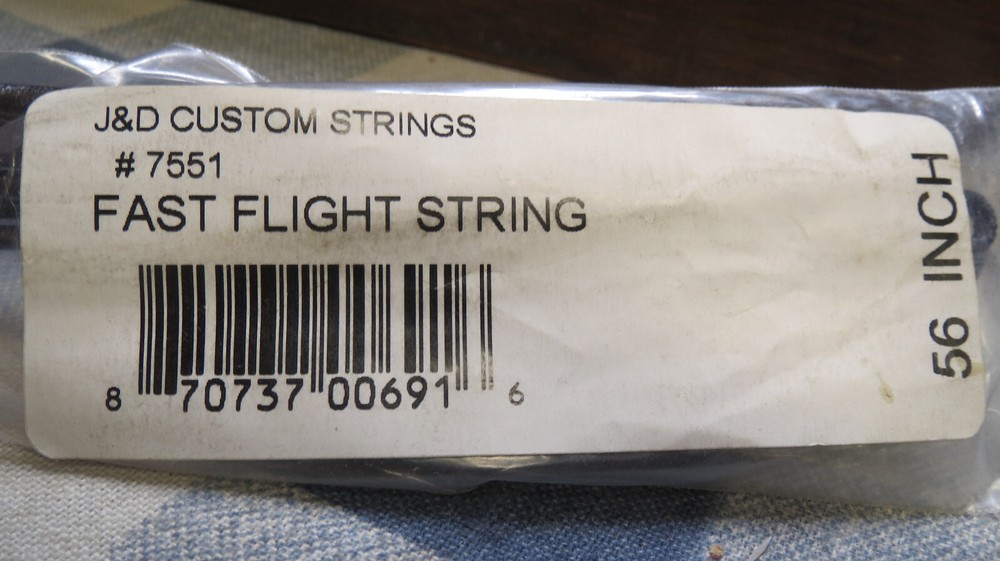 J&D CUSTOM STRINGS
# 7551
FAST FLIGHT STRING
8 70737 00691 6
56 INCH